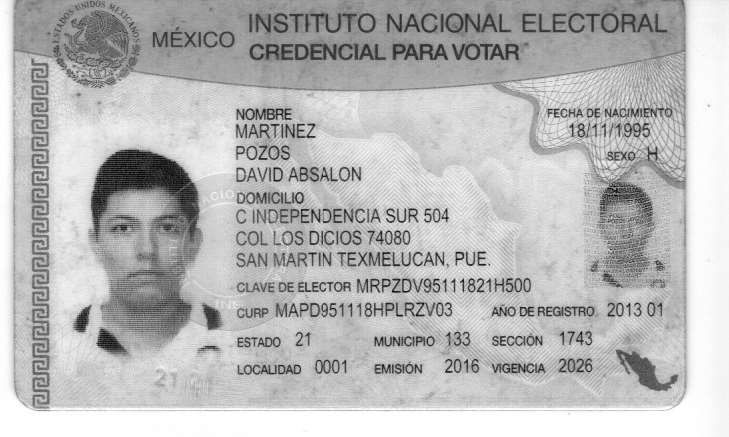 ESTADOS UNIDOS MEXICANOS
MÉXICO
INSTITUTO NACIONAL ELECTORAL
CREDENCIAL PARA VOTAR
NOMBRE
MARTINEZ
POZOS
DAVID ABSALON
FECHA DE NACIMIENTO
18/11/1995
SEXO H
DOMICILIO
C INDEPENDENCIA SUR 504
COL LOS DICIOS 74080
SAN MARTIN TEXMELUCAN, PUE.
CLAVE DE ELECTOR MRPZDV95111821H500
CURP MAPD951118HPLRZV03 AÑO DE REGISTRO 2013 01
ESTADO 21 MUNICIPIO 133 SECCIÓN 1743
LOCALIDAD 0001 EMISIÓN 2016 VIGENCIA 2026
21